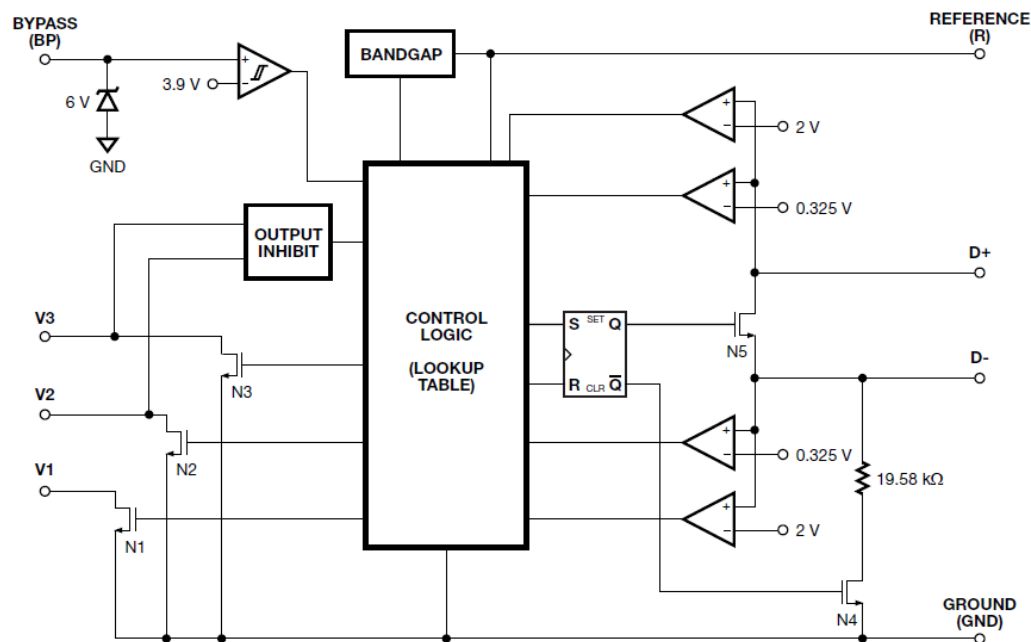 BYPASS
(BP)
REFERENCE
(R)
BANDGAP
+
-
3.9 V
6 V
GND
+
-
2 V
+
-
0.325 V
OUTPUT
INHIBIT
D+
V3
CONTROL
LOGIC
(LOOKUP
TABLE)
S SET Q
R CLR Q̅
N5
D-
N3
V2
N2
+
-
0.325 V
19.58 kΩ
V1
N1
+
-
2 V
N4
GROUND
(GND)